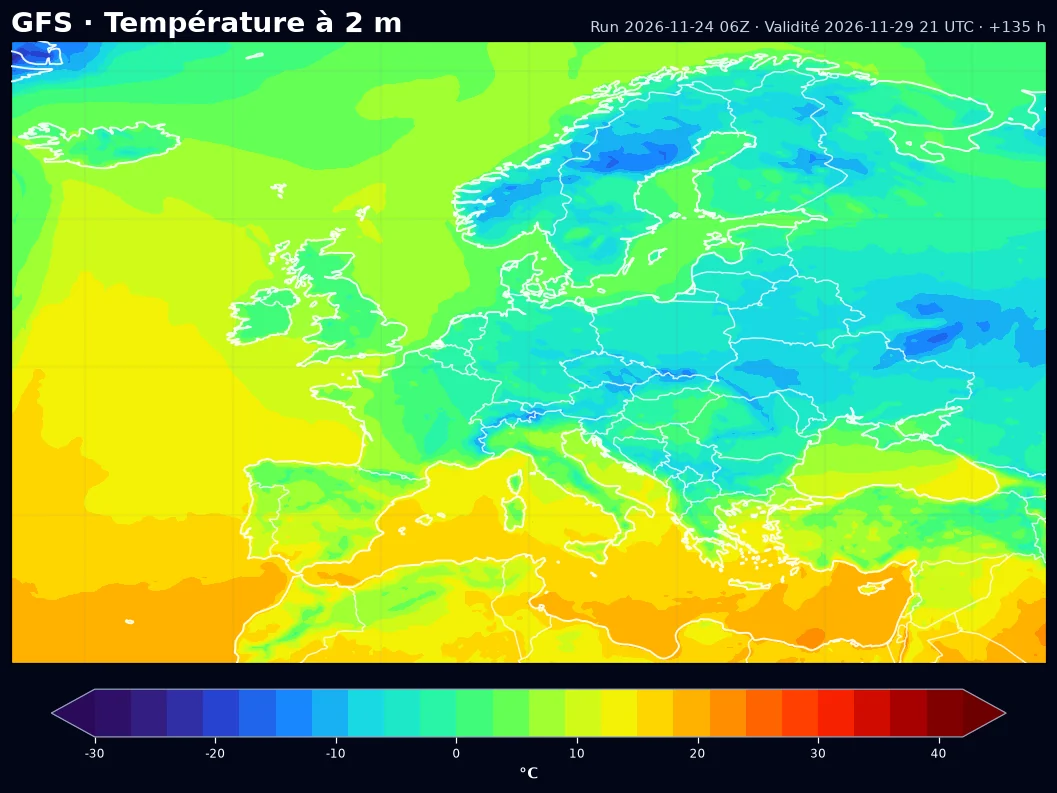 GFS · Température à 2 m
Run 2026-11-24 06Z · Validité 2026-11-29 21 UTC · +135 h
-30 -20 -10 0 10 20 30 40
°C